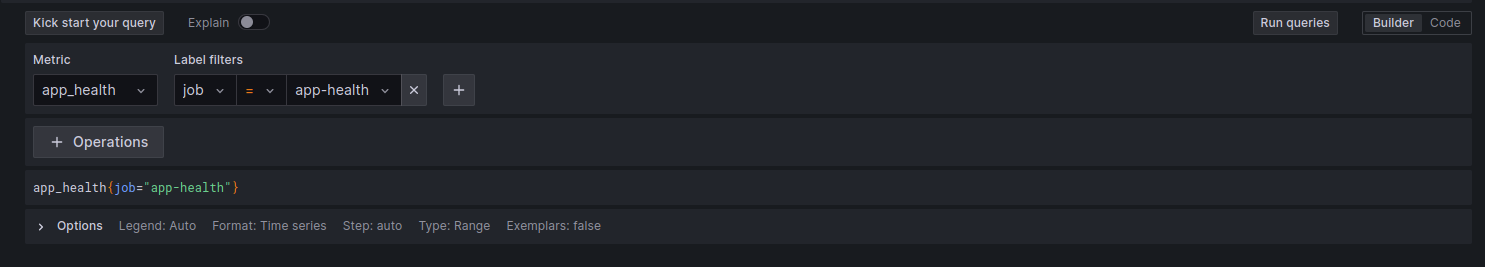 Kick start your query Explain Run queries Builder Code
Metric Label filters
app_health job = app-health × +
+ Operations
app_health{job="app-health"}
> Options Legend: Auto Format: Time series Step: auto Type: Range Exemplars: false